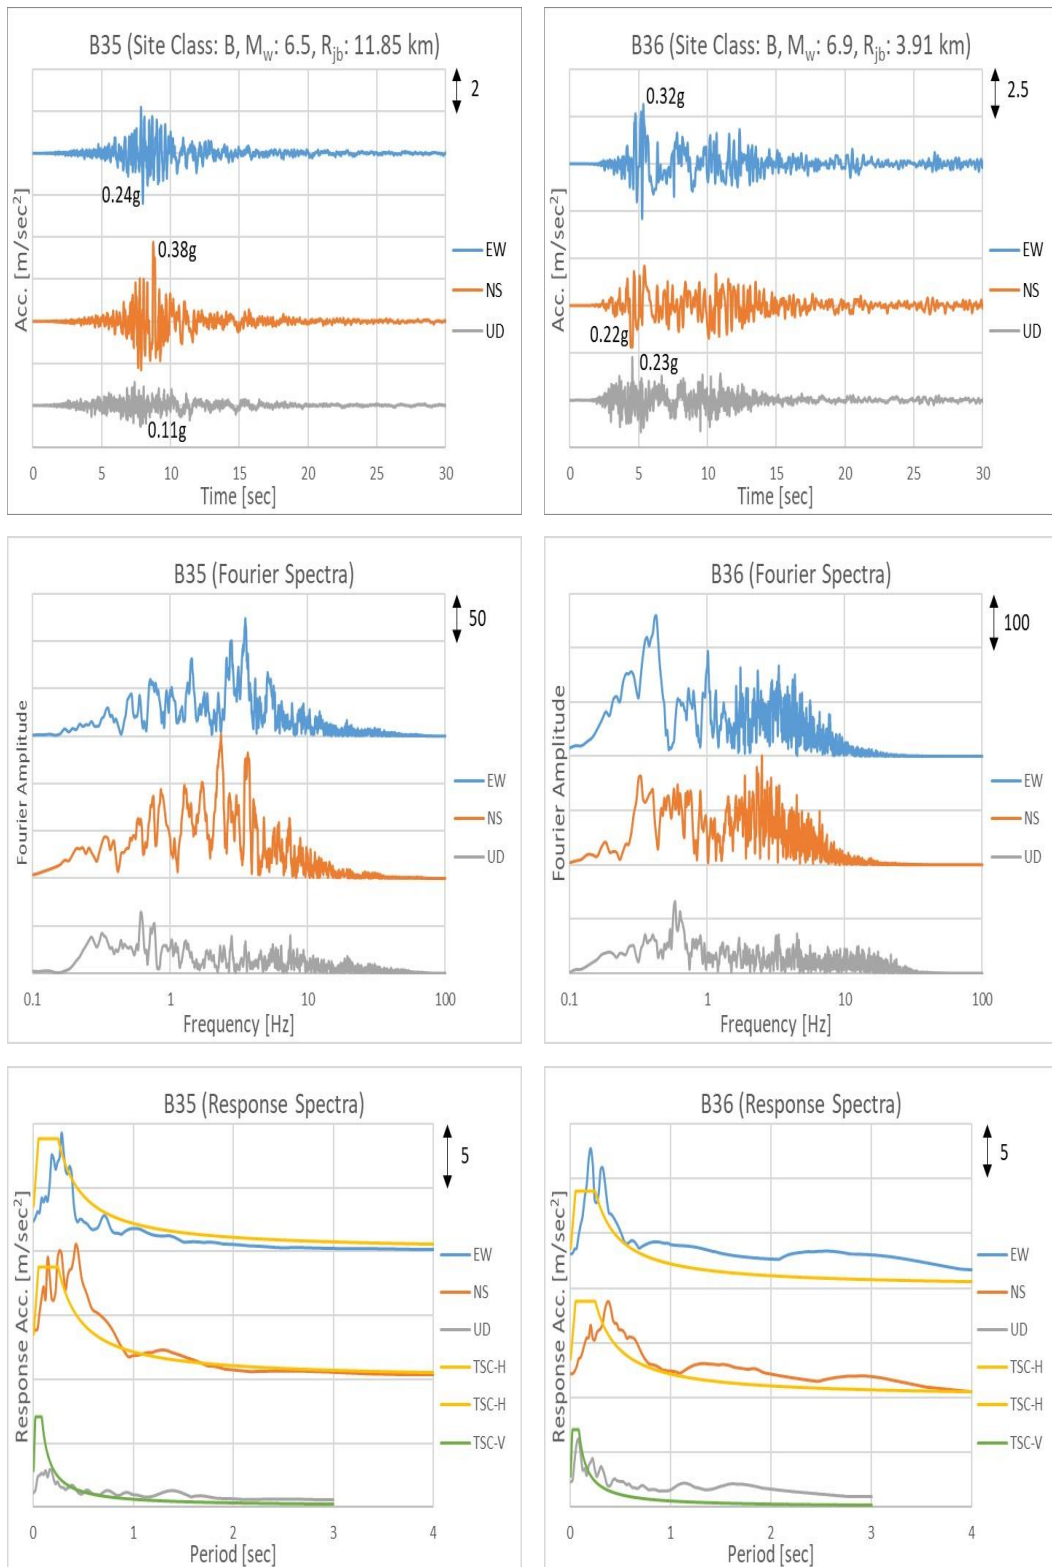 B35 (Site Class: B, Mw: 6.5, Rjb: 11.85 km)
2
0.24g
0.38g
0.11g
Acc. [m/sec²]
EW
NS
UD
0 5 10 15 20 25 30
Time [sec]
B36 (Site Class: B, Mw: 6.9, Rjb: 3.91 km)
2.5
0.32g
0.22g
0.23g
Acc. [m/sec²]
EW
NS
UD
0 5 10 15 20 25 30
Time [sec]
B35 (Fourier Spectra)
50
Fourier Amplitude
EW
NS
UD
0.1 1 10 100
Frequency [Hz]
B36 (Fourier Spectra)
100
Fourier Amplitude
EW
NS
UD
0.1 1 10 100
Frequency [Hz]
B35 (Response Spectra)
5
Response Acc. [m/sec²]
EW
NS
UD
TSC-H
TSC-H
TSC-V
0 1 2 3 4
Period [sec]
B36 (Response Spectra)
5
Response Acc. [m/sec²]
EW
NS
UD
TSC-H
TSC-H
TSC-V
0 1 2 3 4
Period [sec]